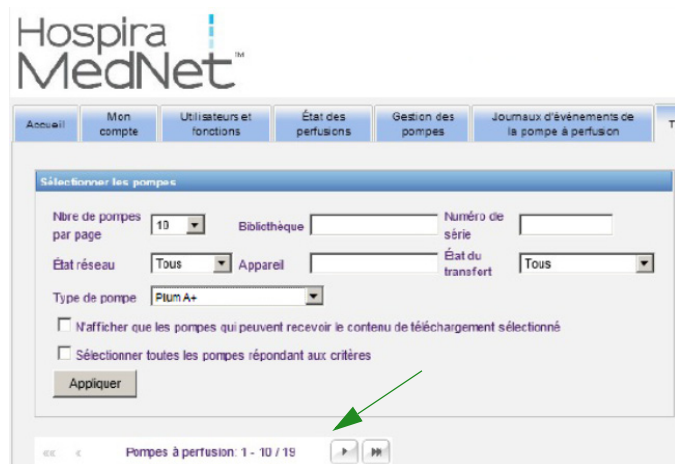 Hospira
MedNet™
Accueil
Mon
compte
Utilisateurs et
fonctions
État des
perfusions
Gestion des
pompes
Journaux d'événements de
la pompe à perfusion
T
Sélectionner les pompes
Nbre de pompes
par page
10
Bibliothèque
Numéro de
série
État réseau
Tous
Appareil
État du
transfert
Tous
Type de pompe
Plum A+
N'afficher que les pompes qui peuvent recevoir le contenu de téléchargement sélectionné
Sélectionner toutes les pompes répondant aux critères
Appliquer
Pompes à perfusion: 1 - 10 / 19